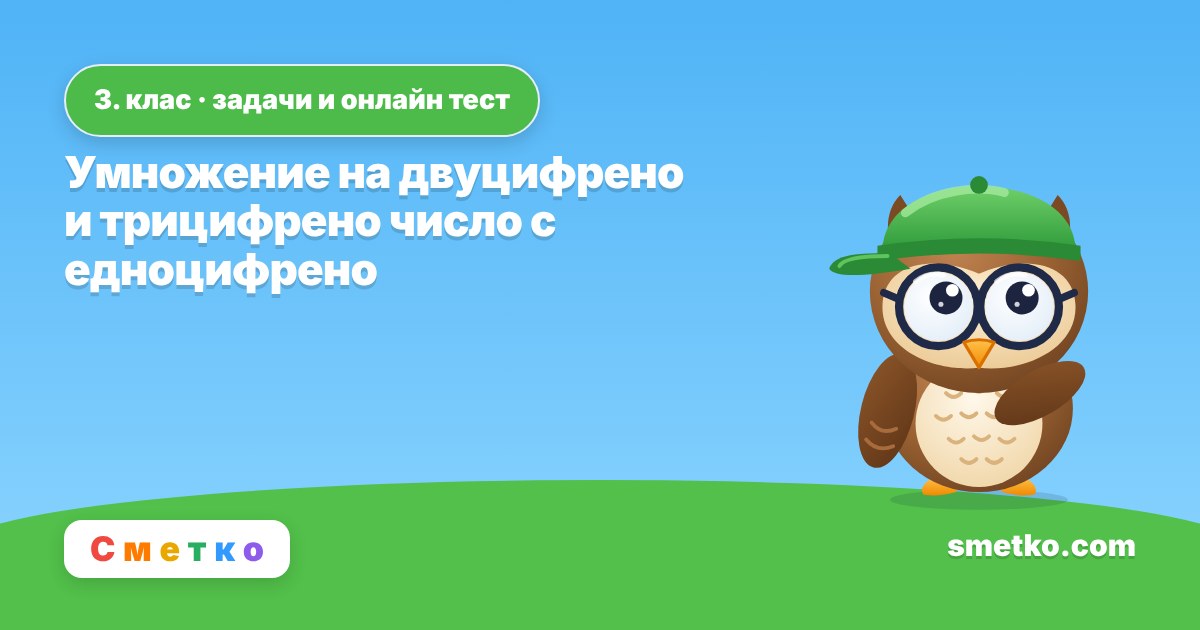 3. клас · задачи и онлайн тест
Умножение на двуцифрено
и трицифрено число с
едноцифрено
Сметко
smetko.com